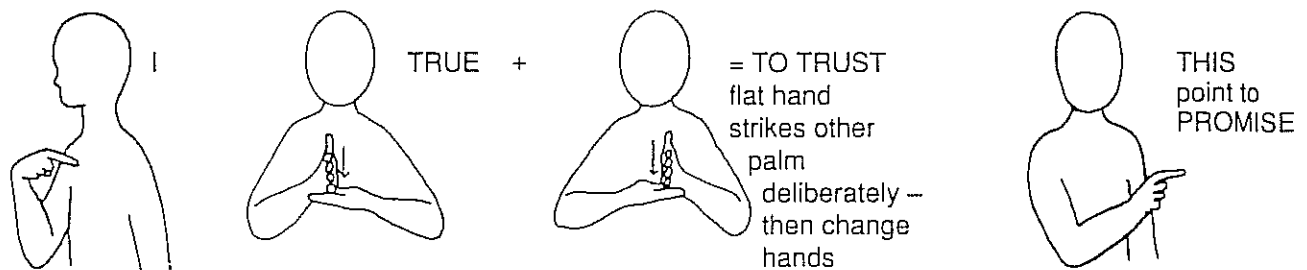 I
TRUE +
= TO TRUST
flat hand
strikes other
palm
deliberately –
then change
hands
THIS
point to
PROMISE